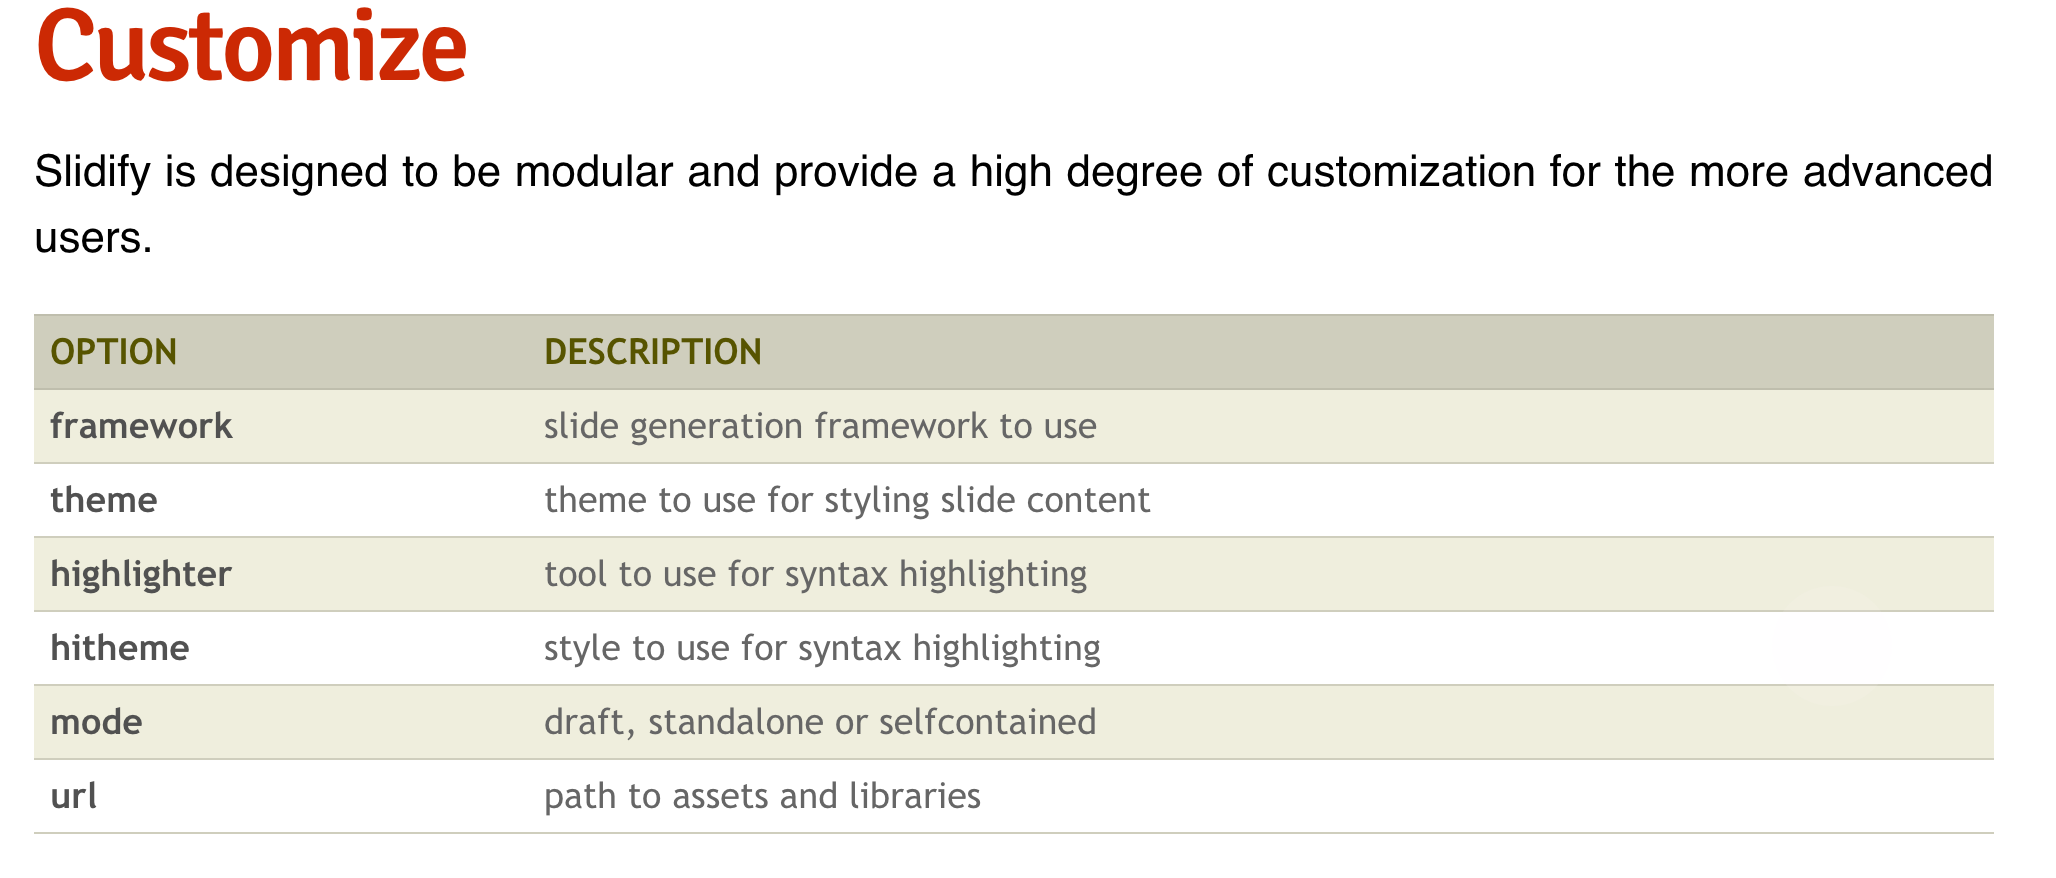 Customize
Slidify is designed to be modular and provide a high degree of customization for the more advanced
users.
OPTION DESCRIPTION
framework slide generation framework to use
theme theme to use for styling slide content
highlighter tool to use for syntax highlighting
hitheme style to use for syntax highlighting
mode draft, standalone or selfcontained
url path to assets and libraries